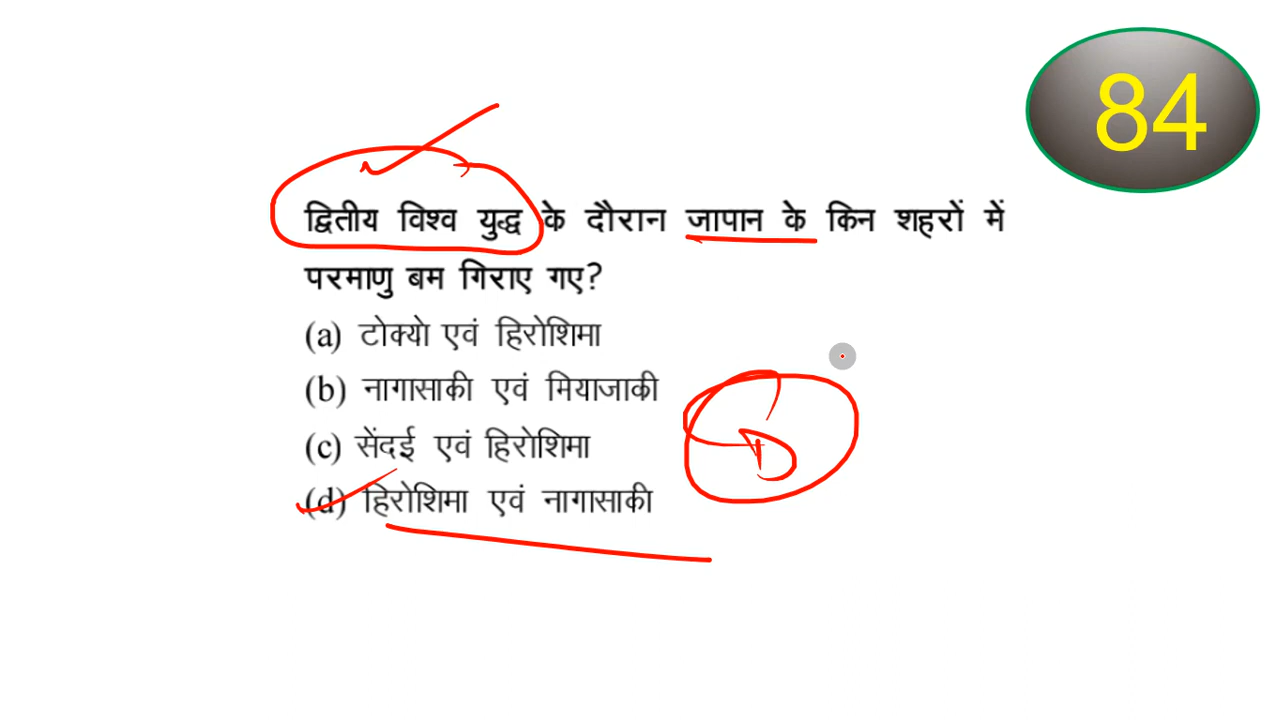 84
द्वितीय विश्व युद्ध के दौरान जापान के किन शहरों में
परमाणु बम गिराए गए?
(a) टोक्यो एवं हिरोशिमा
(b) नागासाकी एवं मियाजाकी
(c) सेंदई एवं हिरोशिमा
D
(d) हिरोशिमा एवं नागासाकी